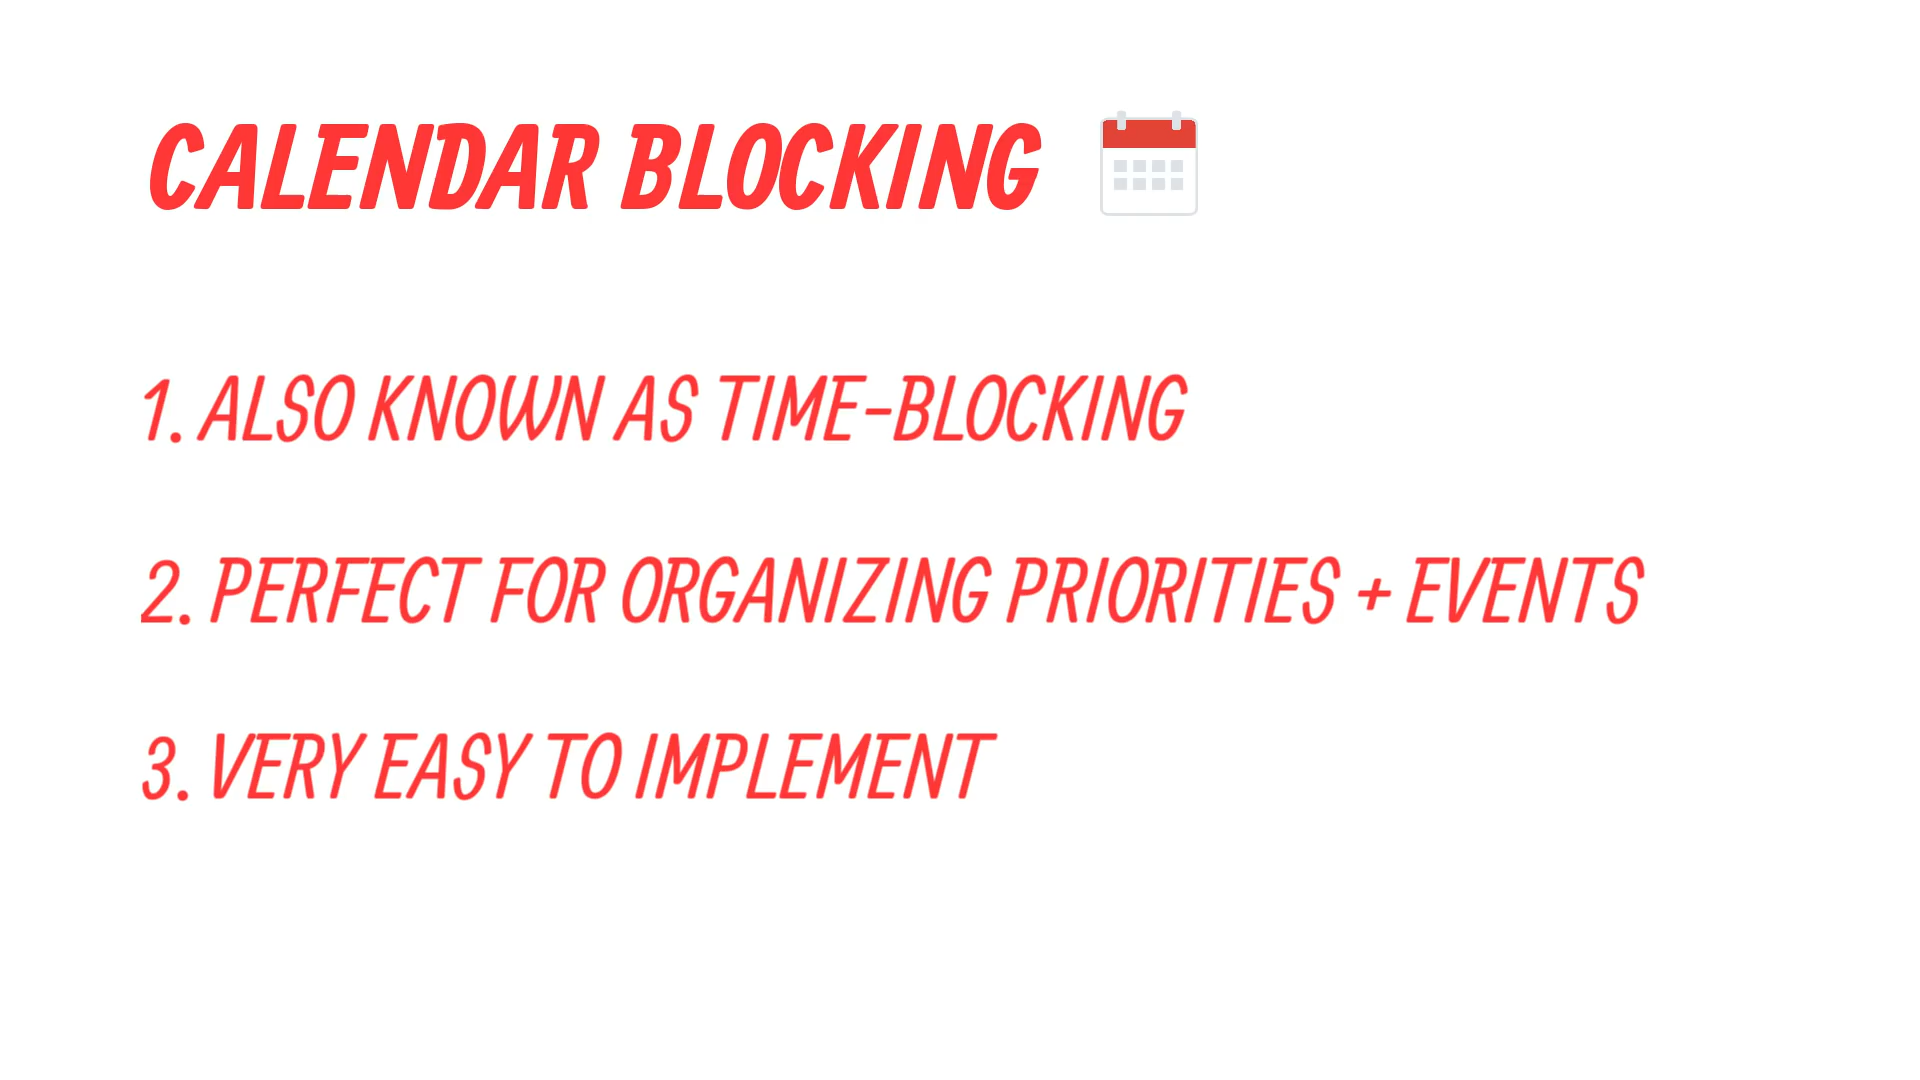 CALENDAR BLOCKING
1. ALSO KNOWN AS TIME-BLOCKING
2. PERFECT FOR ORGANIZING PRIORITIES + EVENTS
3. VERY EASY TO IMPLEMENT